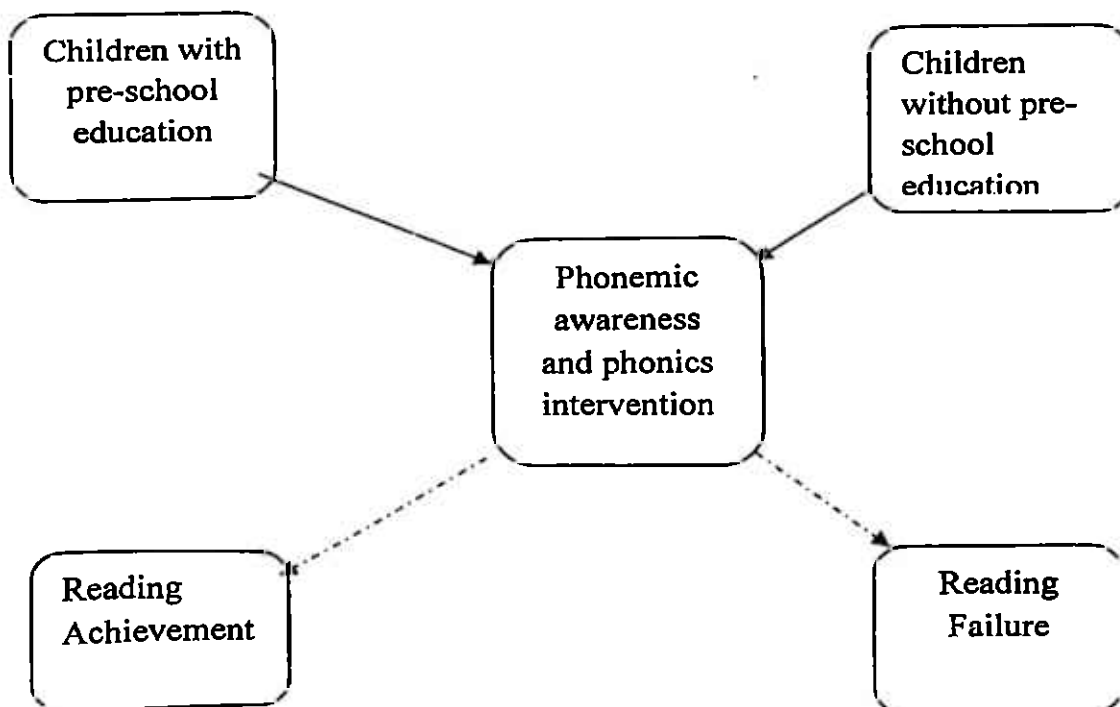 Children with
pre-school
education
Children
without pre-
school
education
Phonemic
awareness
and phonics
intervention
Reading
Achievement
Reading
Failure